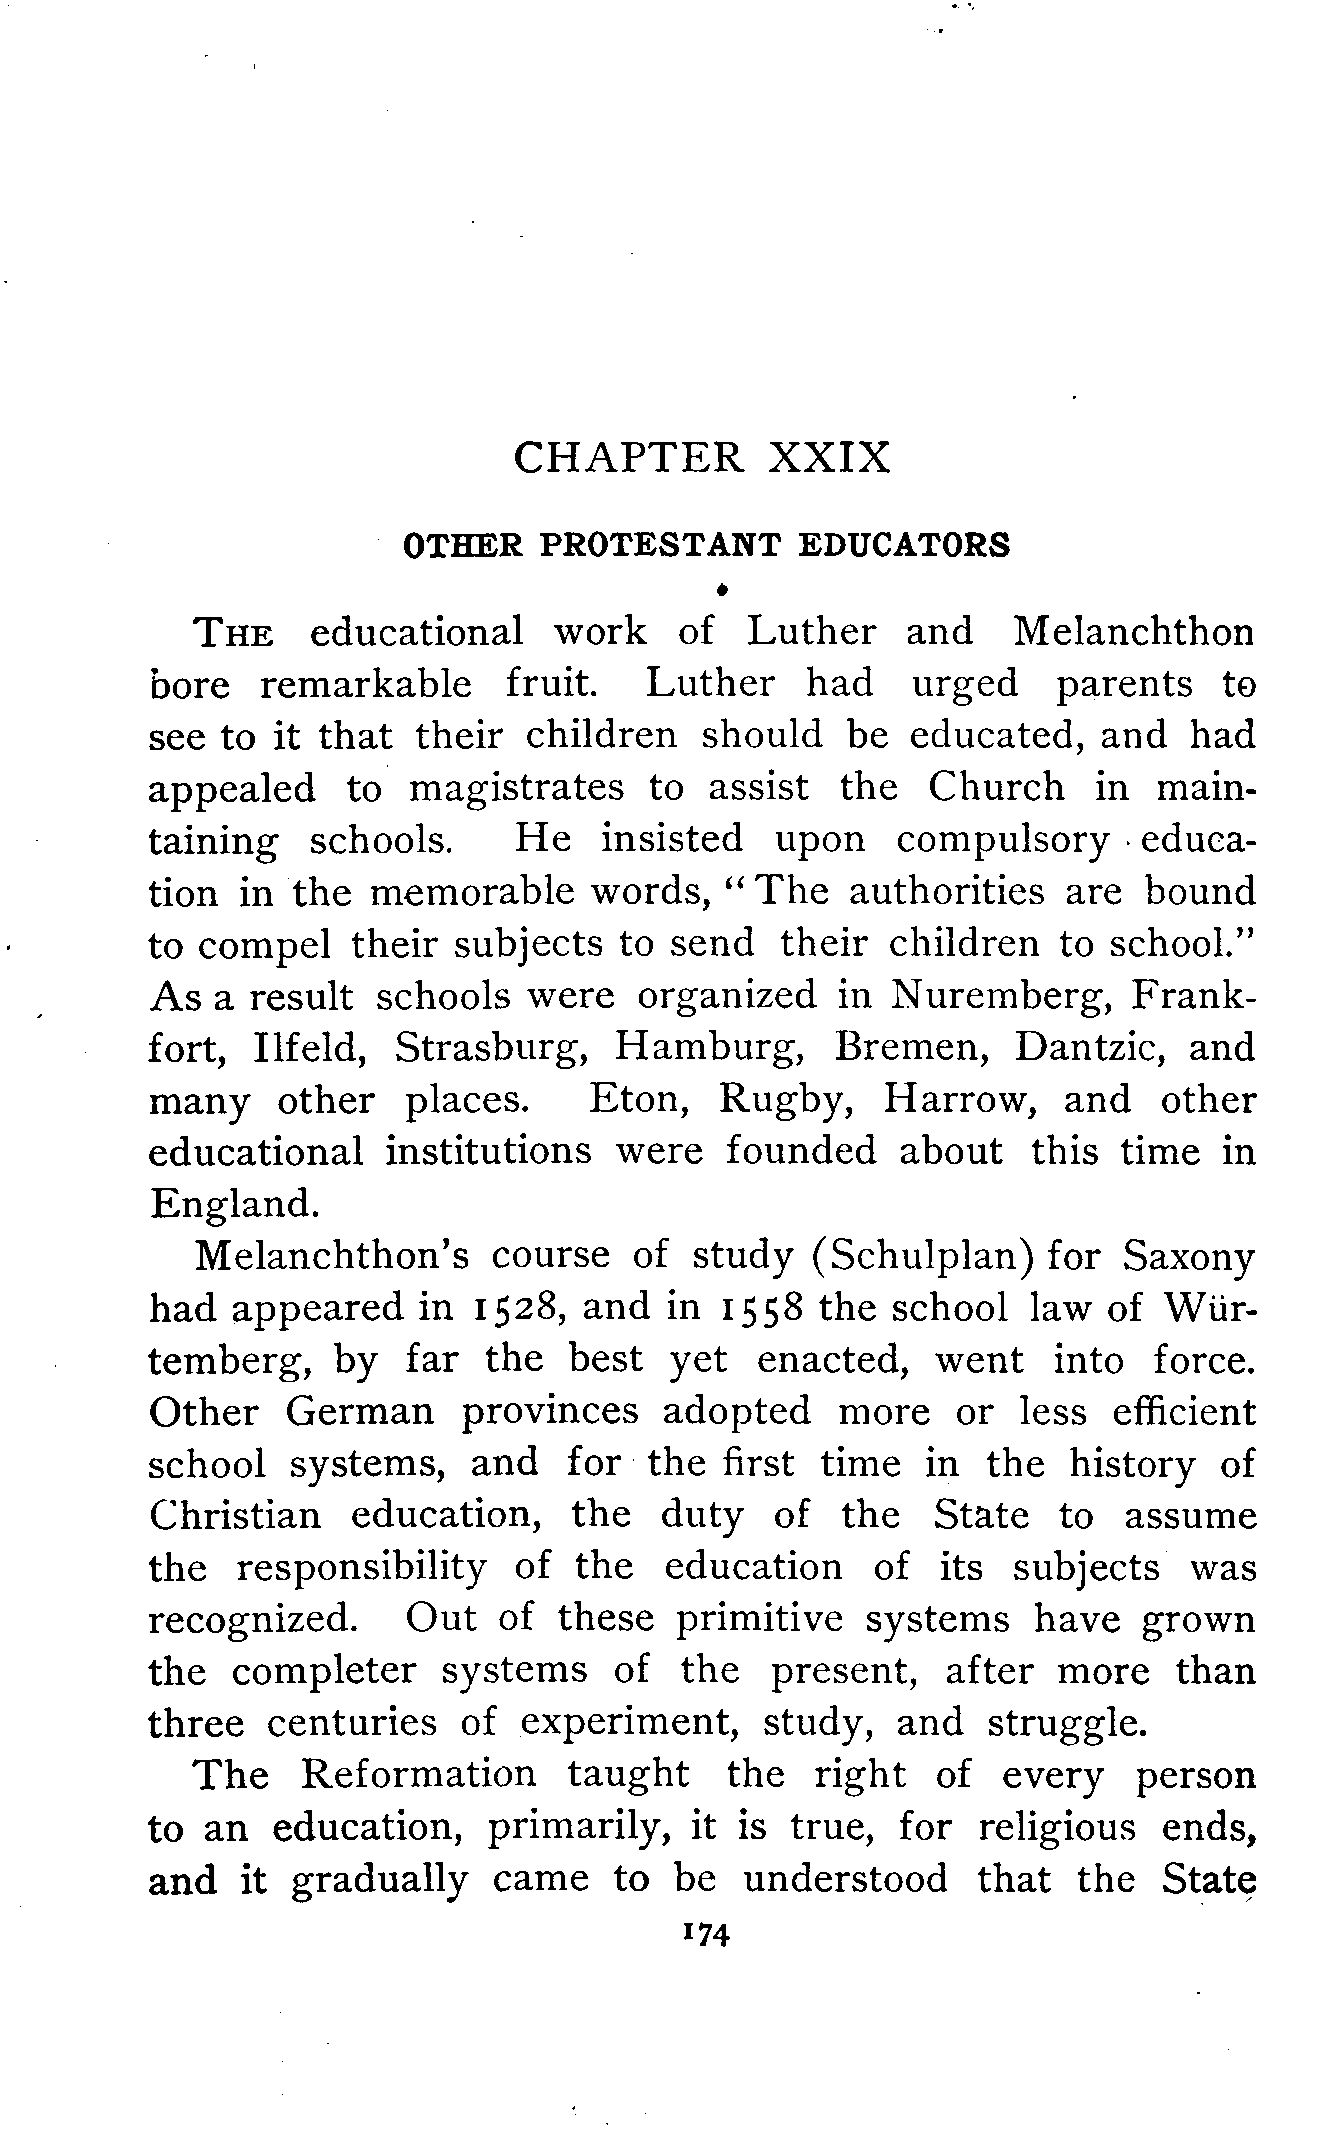 CHAPTER XXIX
OTHER PROTESTANT EDUCATORS
THE educational work of Luther and Melanchthon
bore remarkable fruit. Luther had urged parents to
see to it that their children should be educated, and had
appealed to magistrates to assist the Church in main-
taining schools. He insisted upon compulsory educa-
tion in the memorable words, “The authorities are bound
to compel their subjects to send their children to school.”
As a result schools were organized in Nuremberg, Frank-
fort, Ilfeld, Strasburg, Hamburg, Bremen, Dantzic, and
many other places. Eton, Rugby, Harrow, and other
educational institutions were founded about this time in
England.
Melanchthon’s course of study (Schulplan) for Saxony
had appeared in 1528, and in 1558 the school law of Wür-
temberg, by far the best yet enacted, went into force.
Other German provinces adopted more or less efficient
school systems, and for the first time in the history of
Christian education, the duty of the State to assume
the responsibility of the education of its subjects was
recognized. Out of these primitive systems have grown
the completer systems of the present, after more than
three centuries of experiment, study, and struggle.
The Reformation taught the right of every person
to an education, primarily, it is true, for religious ends,
and it gradually came to be understood that the State
174